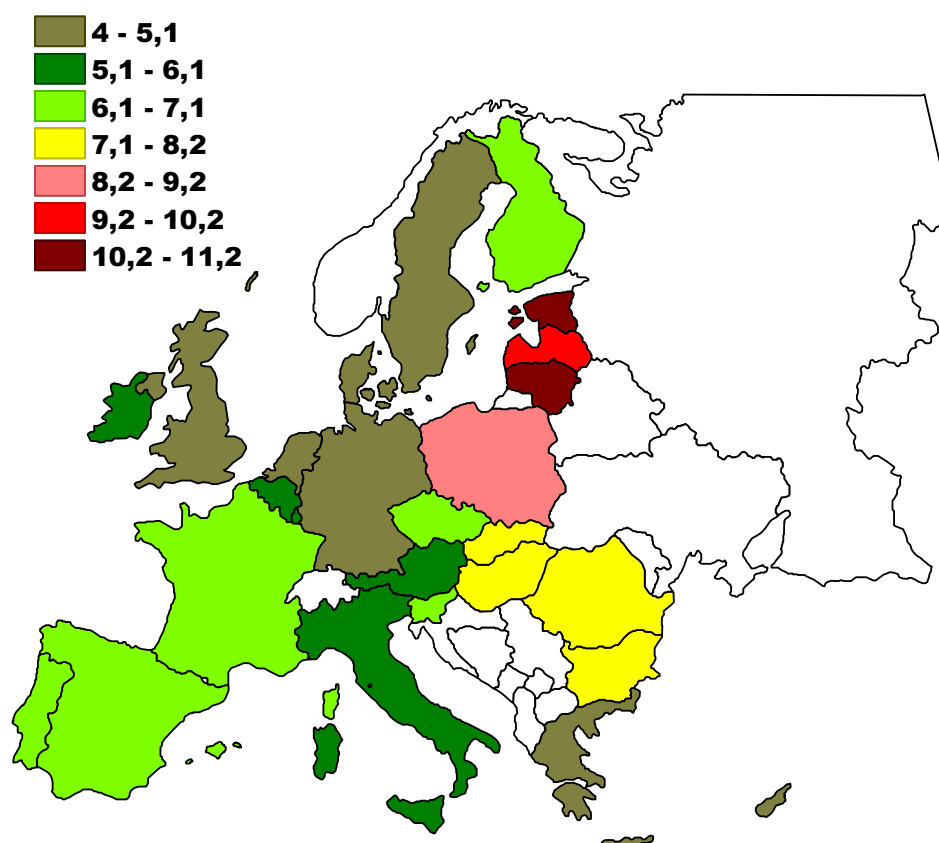 4 - 5,1
5,1 - 6,1
6,1 - 7,1
7,1 - 8,2
8,2 - 9,2
9,2 - 10,2
10,2 - 11,2